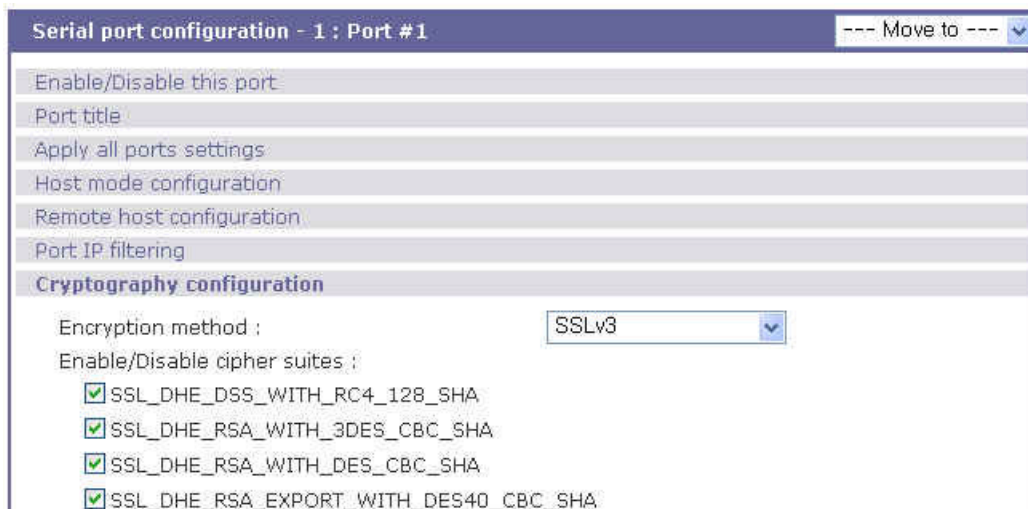 Serial port configuration - 1 : Port #1
--- Move to ---
Enable/Disable this port
Port title
Apply all ports settings
Host mode configuration
Remote host configuration
Port IP filtering
Cryptography configuration
Encryption method : SSLv3
Enable/Disable cipher suites :
SSL_DHE_DSS_WITH_RC4_128_SHA
SSL_DHE_RSA_WITH_3DES_CBC_SHA
SSL_DHE_RSA_WITH_DES_CBC_SHA
SSL_DHE_RSA_EXPORT_WITH_DES40_CBC_SHA